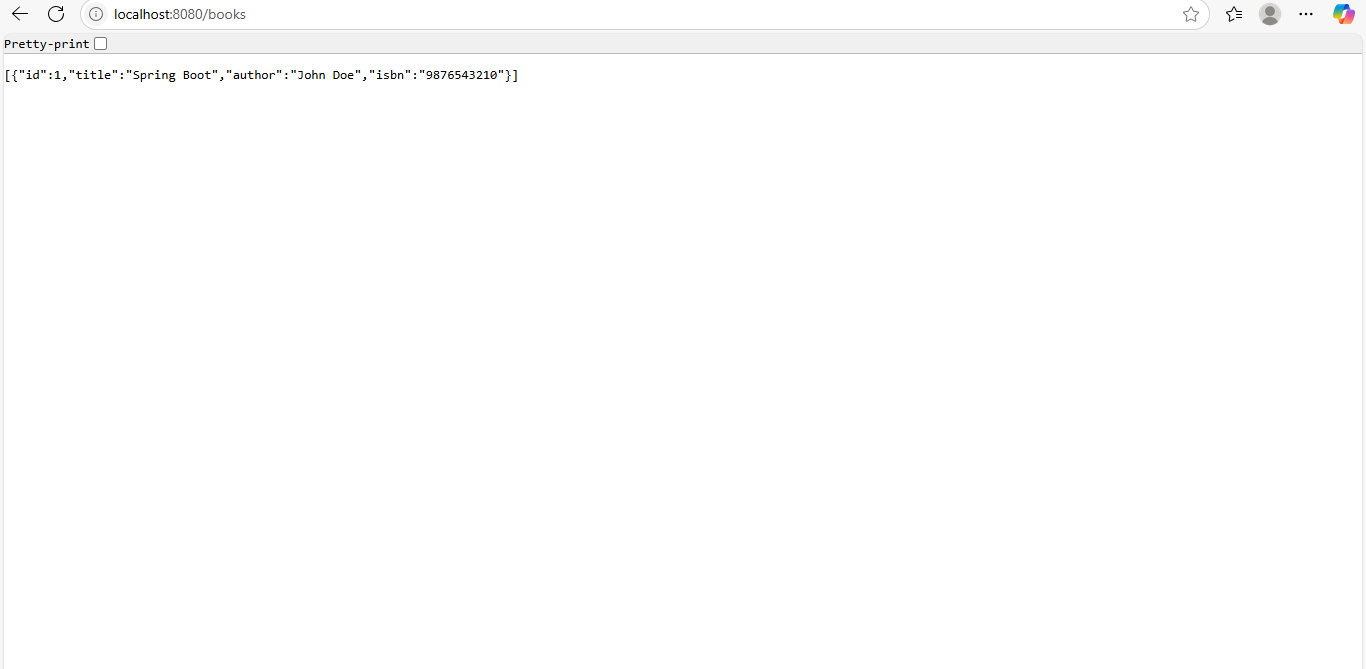 localhost:8080/books
Pretty-print
[{"id":1,"title":"Spring Boot","author":"John Doe","isbn":"9876543210"}]